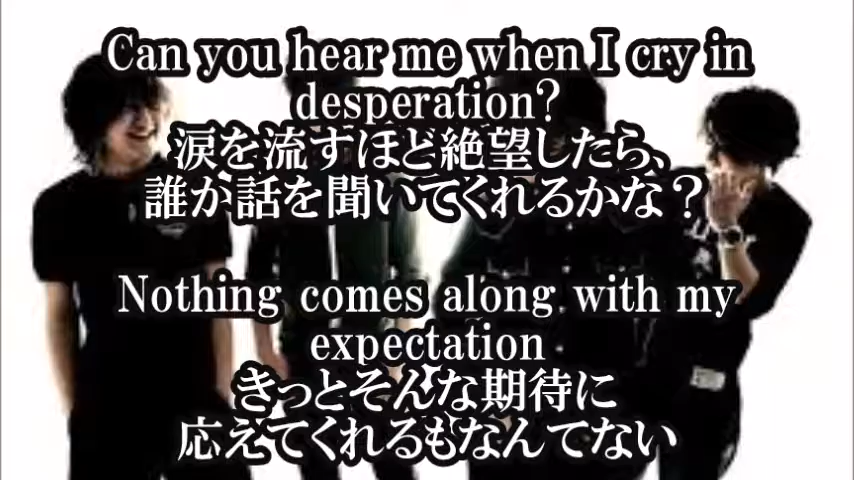 Can you hear me when I cry in
desperation?
涙を流すほど絶望したら、
誰か話を聞いてくれるかな？
Nothing comes along with my
expectation
きっとそんな期待に
応えてくれるもなんてない